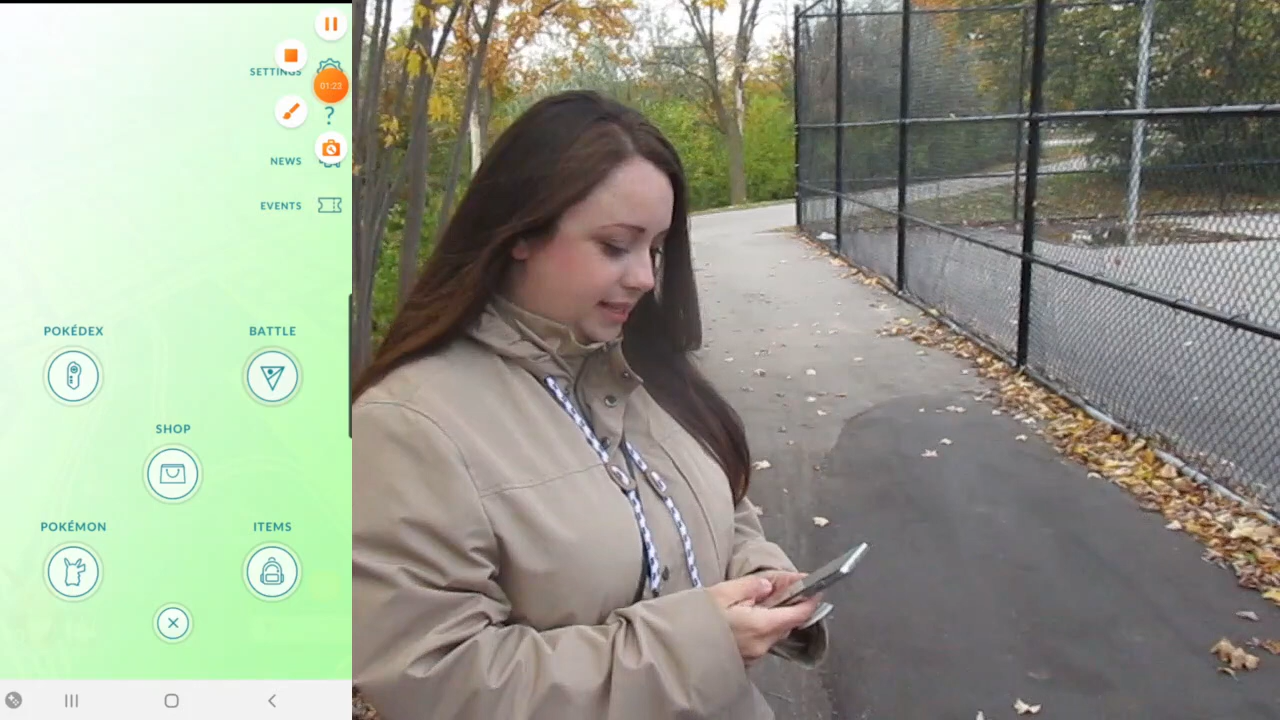 01:23
SETTINGS
?
NEWS
EVENTS
POKÉDEX
BATTLE
SHOP
POKÉMON
ITEMS